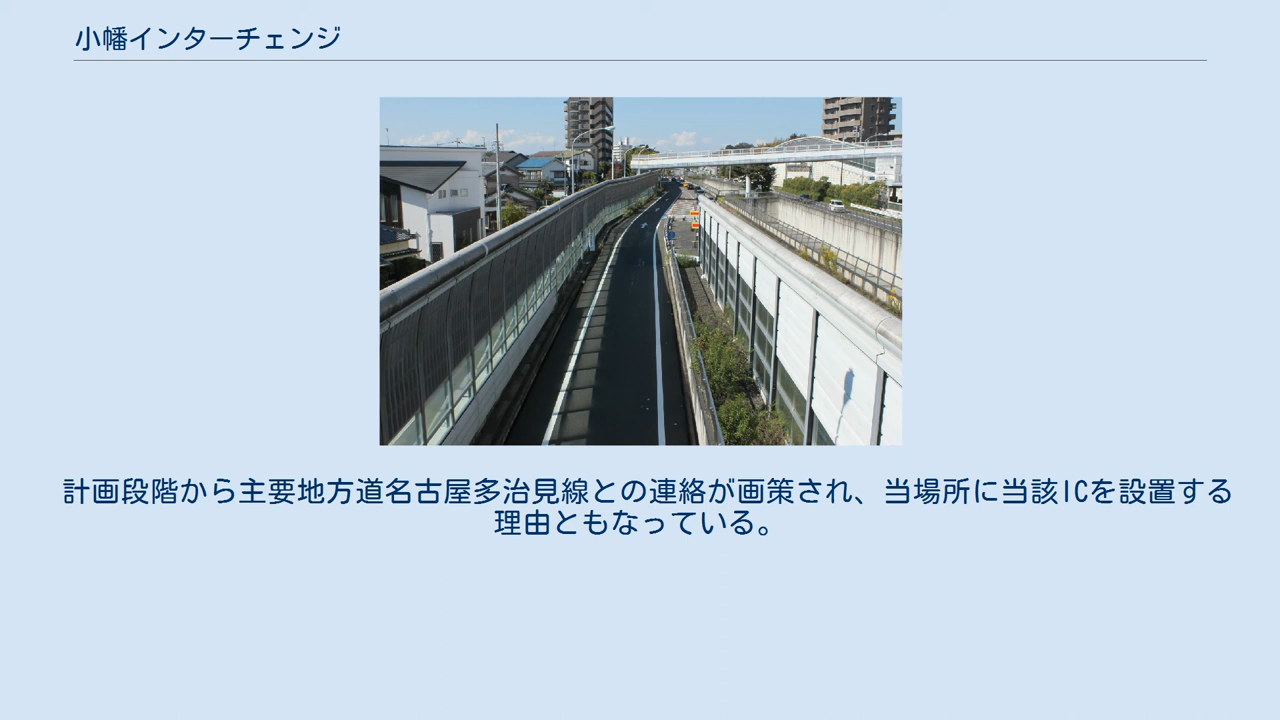 小幡インターチェンジ
計画段階から主要地方道名古屋多治見線との連絡が画策され、当場所に当該ICを設置する
理由ともなっている。